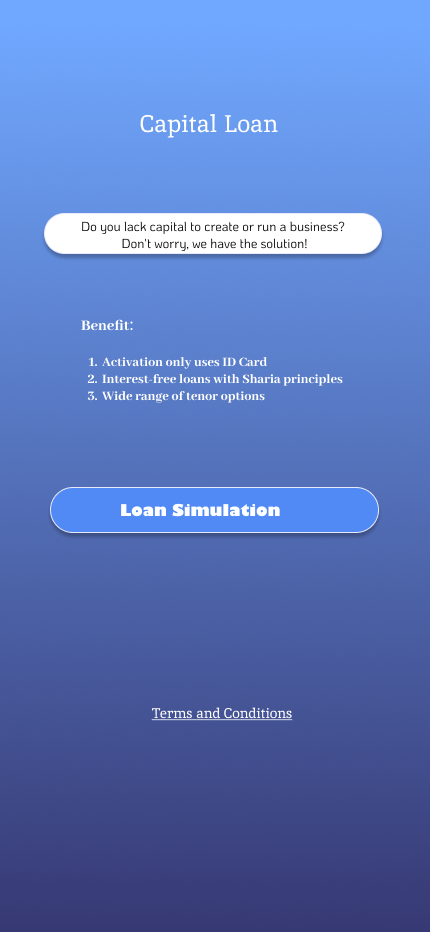 Capital Loan
Do you lack capital to create or run a business?
Don't worry, we have the solution!
Benefit:
1. Activation only uses ID Card
2. Interest-free loans with Sharia principles
3. Wide range of tenor options
Loan Simulation
Terms and Conditions